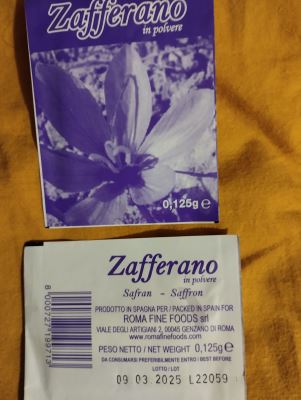 Zafferano
in polvere
0,125g e
Zafferano
in polvere
Safran - Saffron
PRODOTTO IN SPAGNA PER / PACKED IN SPAIN FOR
ROMA FINE FOODS srl
VIALE DEGLI ARTIGIANI 2, 00045 GENZANO DI ROMA
www.romafinefoods.com
PESO NETTO / NET WEIGHT 0,125g e
DA CONSUMARSI PREFERIBILMENTE ENTRO / BEST BEFORE
LOTTO / LOT
09 03 2025 L22059